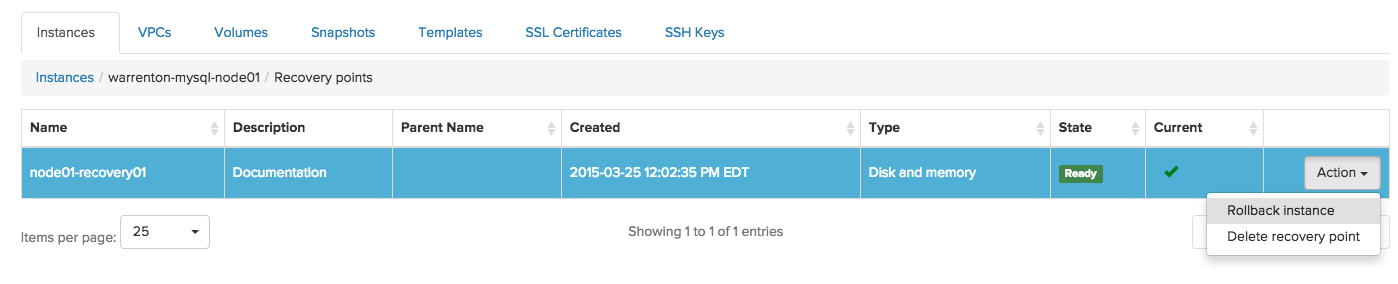 Instances VPCs Volumes Snapshots Templates SSL Certificates SSH Keys
Instances / warrenton-mysql-node01 / Recovery points
Name Description Parent Name Created Type State Current
node01-recovery01 Documentation 2015-03-25 12:02:35 PM EDT Disk and memory Ready Action
Rollback instance
Items per page: 25 Showing 1 to 1 of 1 entries
Delete recovery point